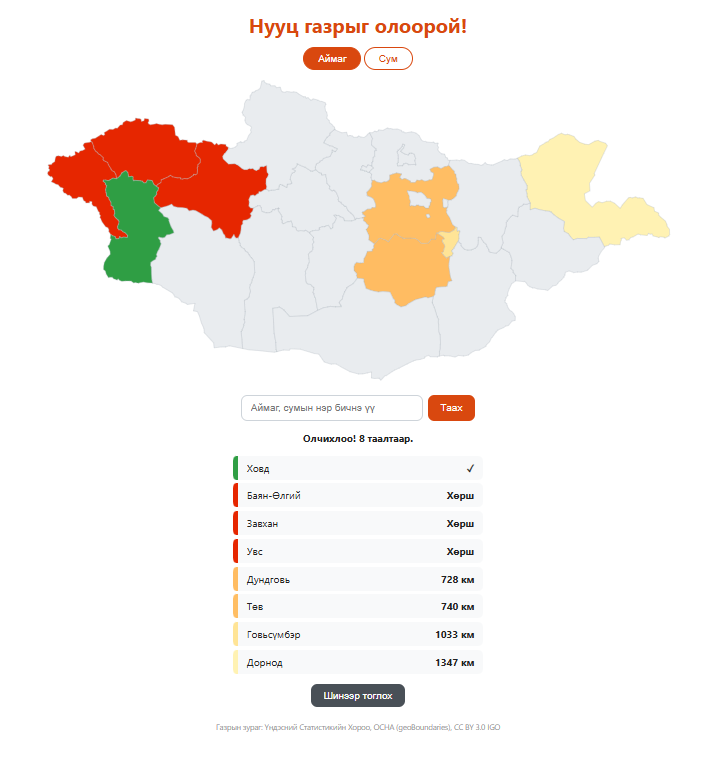 Нууц газрыг олоорой!
Аймаг Сум
Аймаг, сумын нэр бичнэ үү Таах
Олчихлоо! 8 таалтаар.
Ховд ✓
Баян-Өлгий Хөрш
Завхан Хөрш
Увс Хөрш
Дундговь 728 км
Төв 740 км
Говьсүмбэр 1033 км
Дорнод 1347 км
Шинээр тоглох
Газрын зураг: Үндэсний Статистикийн Хороо, OCHA (geoBoundaries), CC BY 3.0 IGO